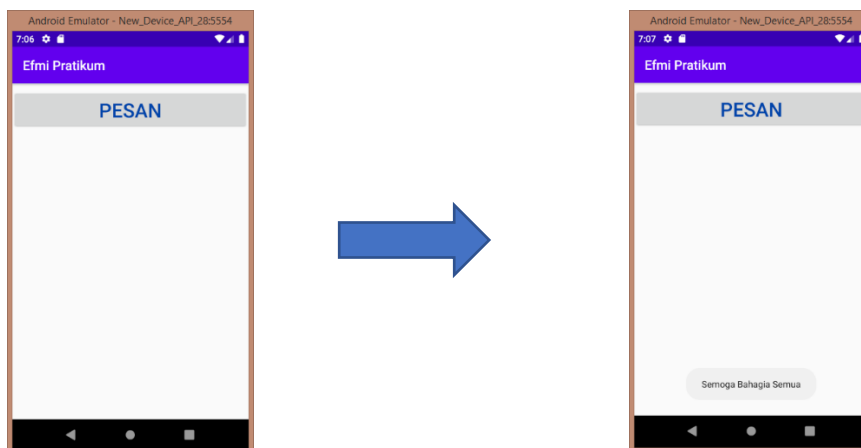 Android Emulator - New_Device_API_28:5554
7:06
Efmi Pratikum
PESAN
Android Emulator - New_Device_API_28:5554
7:07
Efmi Pratikum
PESAN
Semoga Bahagia Semua